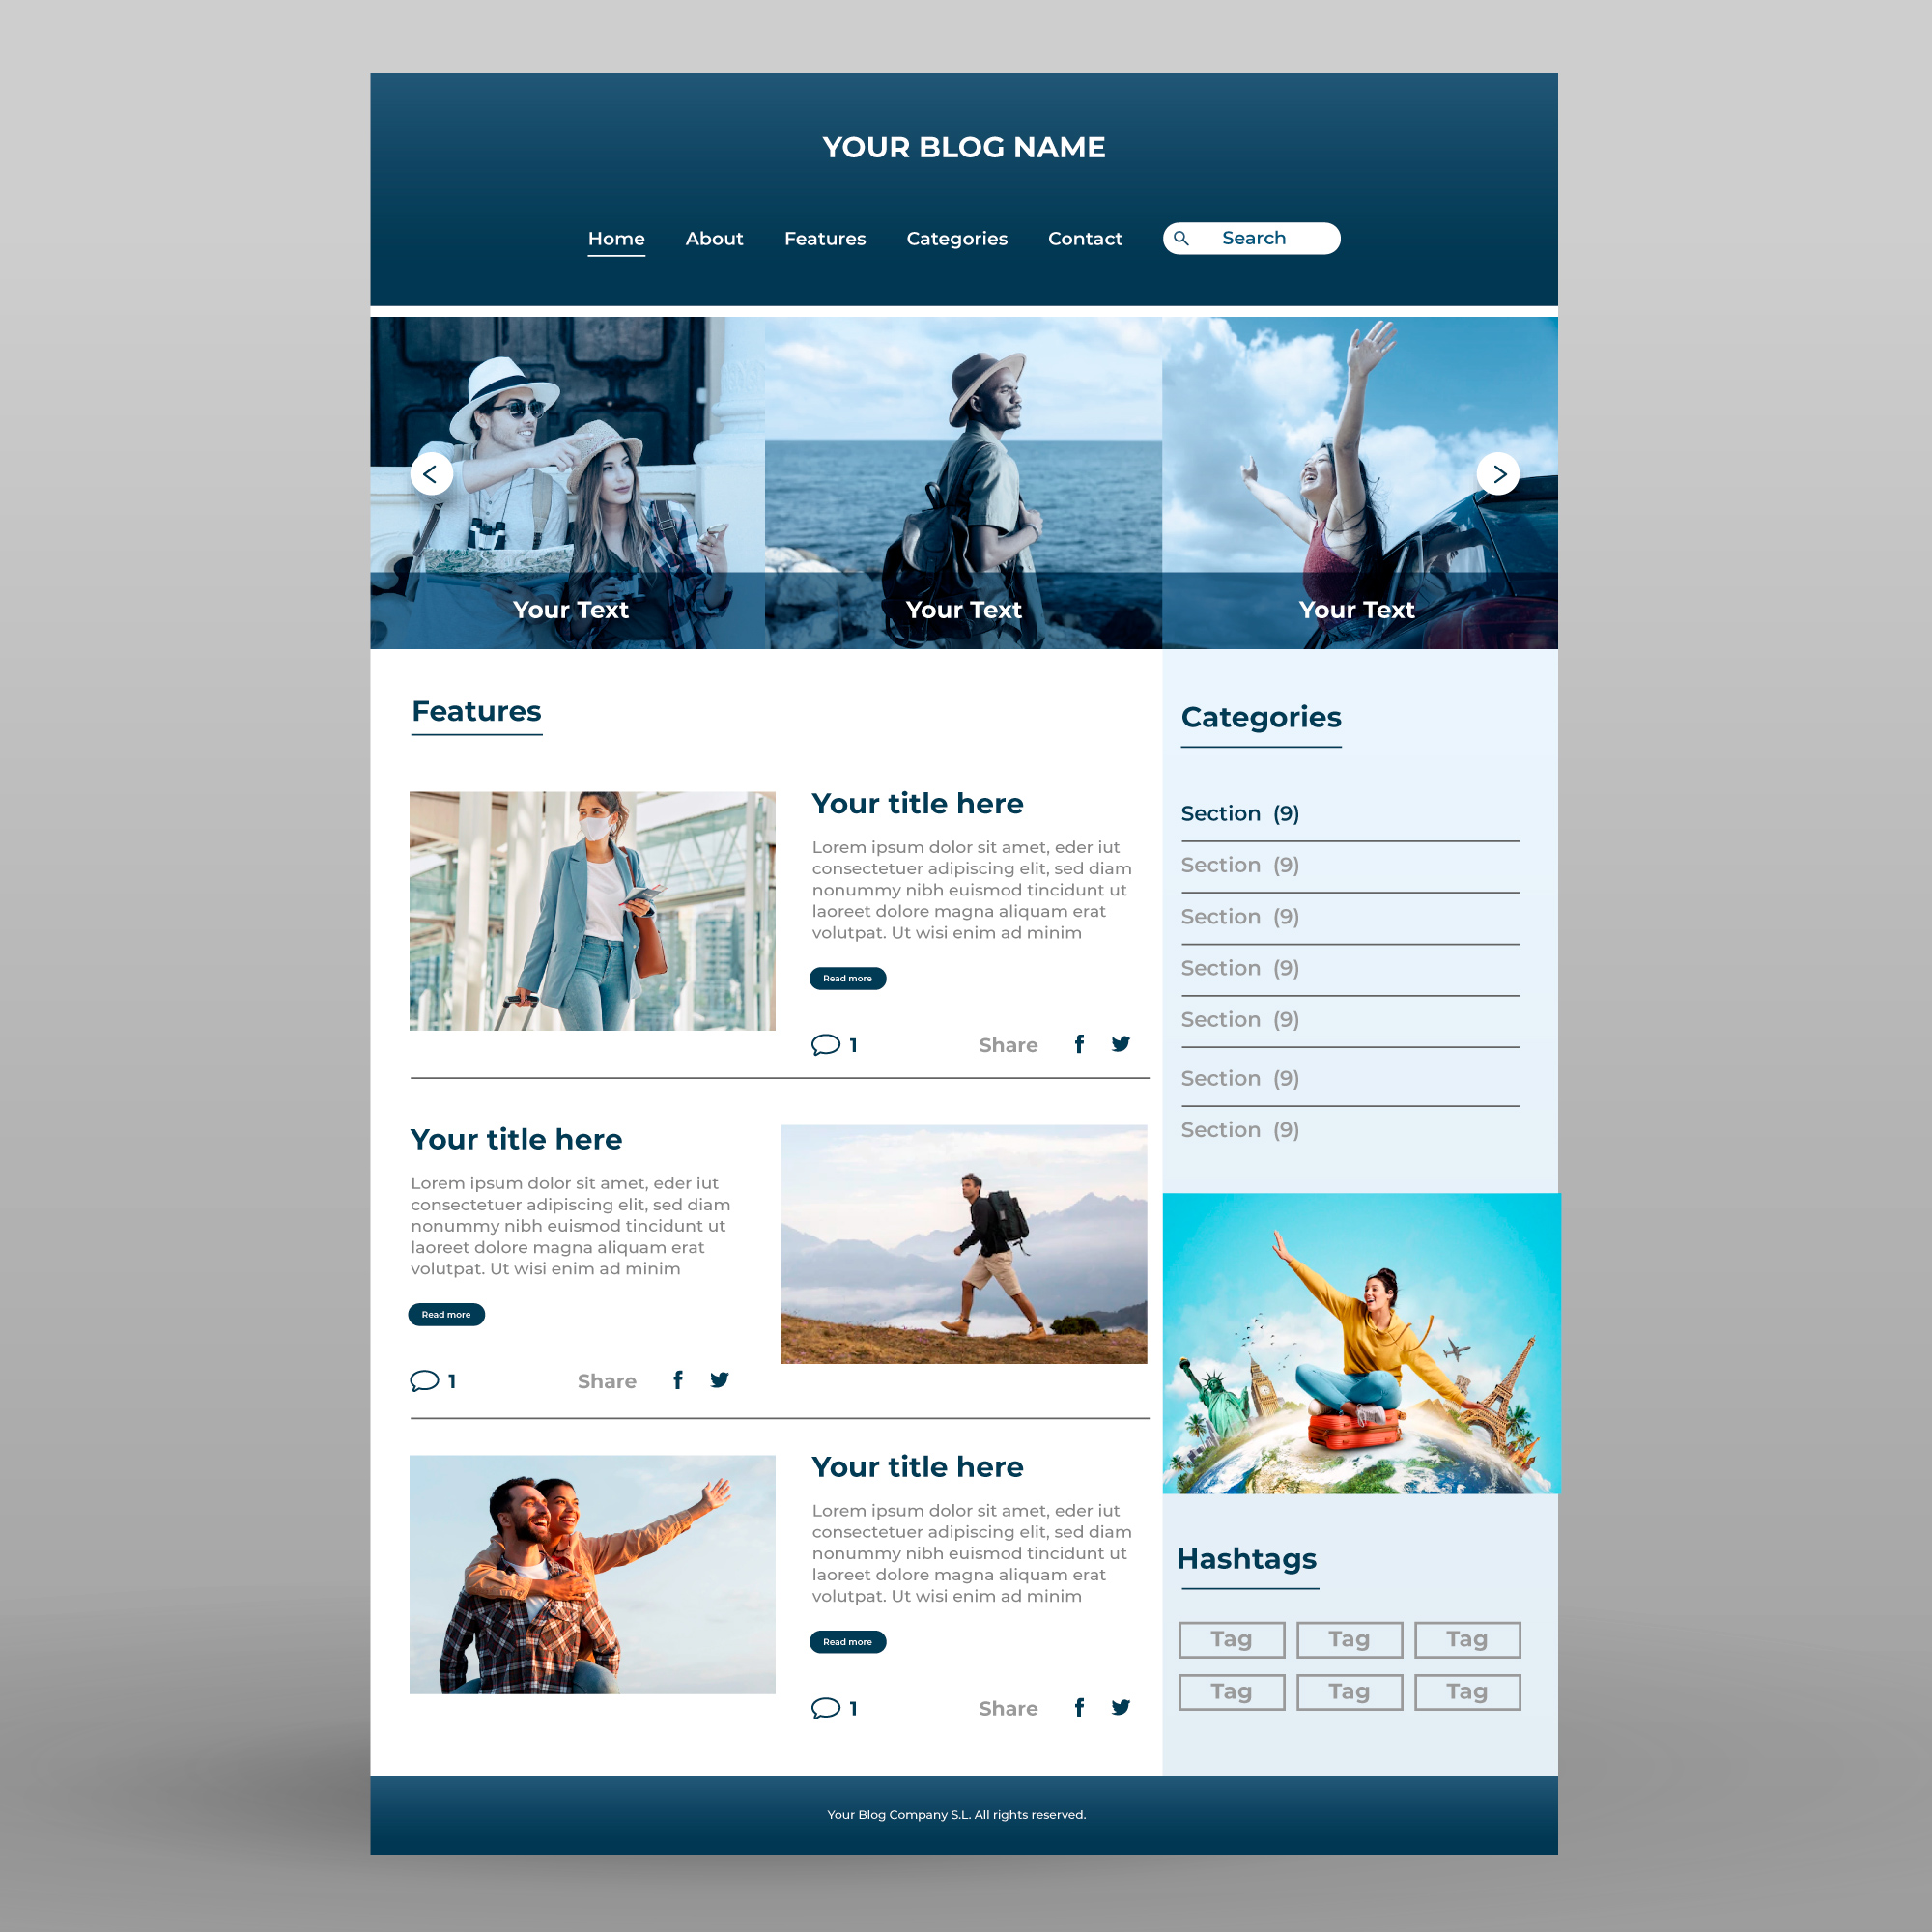 YOUR BLOG NAME
Home About Features Categories Contact Search
Your Text Your Text Your Text
Features
Your title here
Lorem ipsum dolor sit amet, eder iut
consectetuer adipiscing elit, sed diam
nonummy nibh euismod tincidunt ut
laoreet dolore magna aliquam erat
volutpat. Ut wisi enim ad minim
Read more
1 Share
Your title here
Lorem ipsum dolor sit amet, eder iut
consectetuer adipiscing elit, sed diam
nonummy nibh euismod tincidunt ut
laoreet dolore magna aliquam erat
volutpat. Ut wisi enim ad minim
Read more
1 Share
Your title here
Lorem ipsum dolor sit amet, eder iut
consectetuer adipiscing elit, sed diam
nonummy nibh euismod tincidunt ut
laoreet dolore magna aliquam erat
volutpat. Ut wisi enim ad minim
Read more
1 Share
Categories
Section (9)
Section (9)
Section (9)
Section (9)
Section (9)
Section (9)
Section (9)
Hashtags
Tag Tag Tag
Tag Tag Tag
Your Blog Company S.L. All rights reserved.